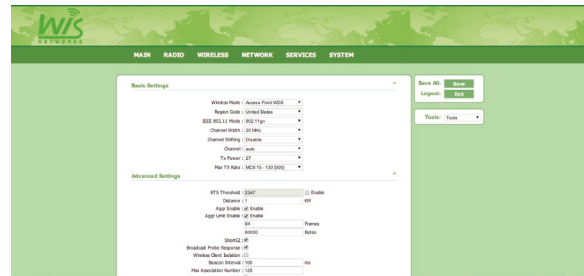 Wis
NETWORKS
MAIN RADIO WIRELESS NETWORK SERVICES SYSTEM
Basic Settings
Wireless Mode : Access Point WDS
Region Code : United States
IEEE 802.11 Mode : 802.11gn
Channel Width : 20 MHz
Channel Shifting : Disable
Channel : auto
Tx Power : 27
Max TX Rate : MCS 15 - 130 [300]
Advanced Settings
RTS Threshold : 2347 Enable
Distance : 1 KM
Aggr Enable : Enable
Aggr Limit Enable : Enable
64 Frames
60000 Bytes
ShortGI :
Broadcast Probe Response :
Wireless Client Isolation :
Beacon Interval : 100 ms
Max Association Number : 128
Save All: Save
Logout: Exit
Tools: Tools